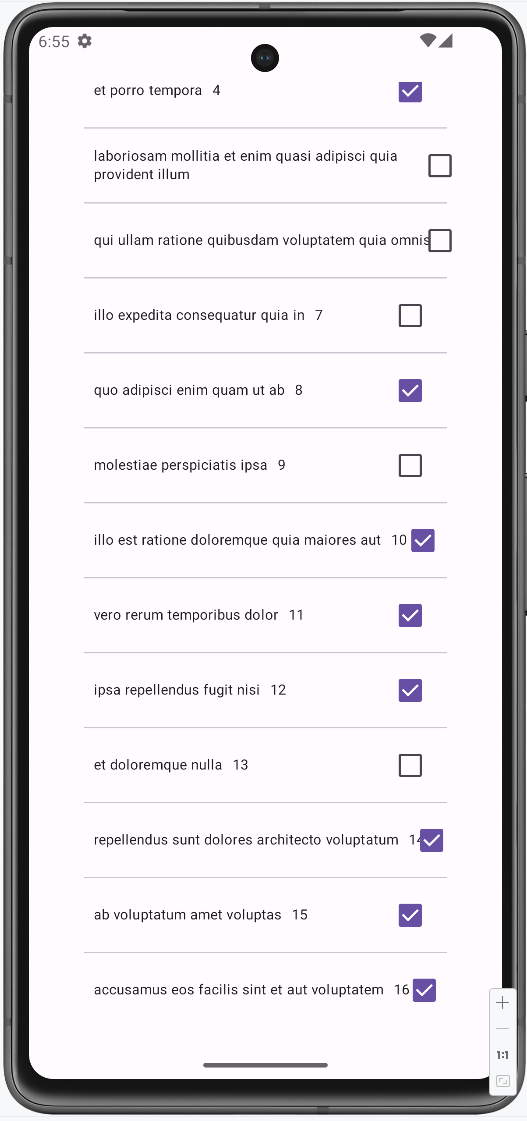 6:55
et porro tempora 4
laboriosam mollitia et enim quasi adipisci quia
provident illum
qui ullam ratione quibusdam voluptatem quia omnis
illo expedita consequatur quia in 7
quo adipisci enim quam ut ab 8
molestiae perspiciatis ipsa 9
illo est ratione doloremque quia maiores aut 10
vero rerum temporibus dolor 11
ipsa repellendus fugit nisi 12
et doloremque nulla 13
repellendus sunt dolores architecto voluptatum 14
ab voluptatum amet voluptas 15
accusamus eos facilis sint et aut voluptatem 16
1:1